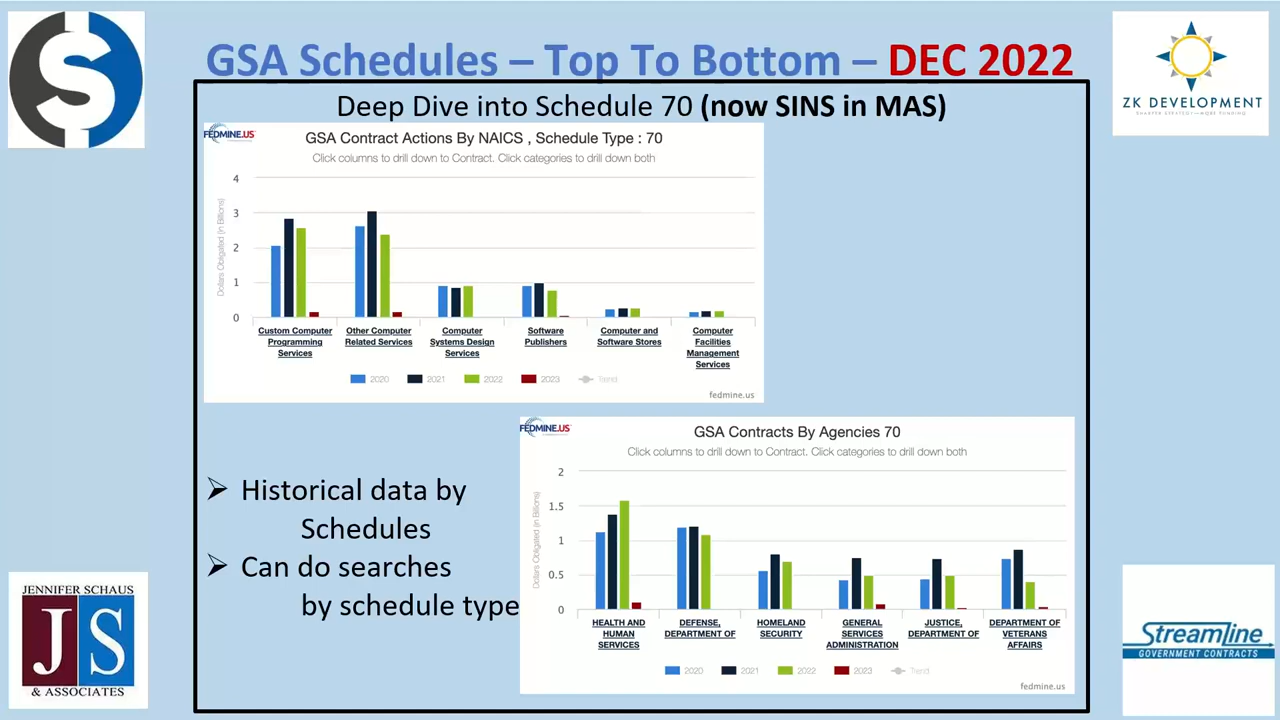 GSA Schedules – Top To Bottom – DEC 2022
Deep Dive into Schedule 70 (now SINS in MAS)
FEDMINE.US
GSA Contract Actions By NAICS , Schedule Type : 70
Click columns to drill down to Contract. Click categories to drill down both
Dollars Obligated (in Billions)
4
3
2
1
0
Custom Computer Programming Services
Other Computer Related Services
Computer Systems Design Services
Software Publishers
Computer and Software Stores
Computer Facilities Management Services
2020 2021 2022 2023 Trend
fedmine.us
FEDMINE.US
GSA Contracts By Agencies 70
Click columns to drill down to Contract. Click categories to drill down both
Dollars Obligated (in Billions)
2
1.5
1
0.5
0
HEALTH AND HUMAN SERVICES
DEFENSE, DEPARTMENT OF
HOMELAND SECURITY
GENERAL SERVICES ADMINISTRATION
JUSTICE, DEPARTMENT OF
DEPARTMENT OF VETERANS AFFAIRS
2020 2021 2022 2023 Trend
fedmine.us
➢ Historical data by
Schedules
➢ Can do searches
by schedule type
ZK DEVELOPMENT
SMARTER STRATEGY—MORE WINNING
JENNIFER SCHAUS
JS
& ASSOCIATES
Streamline
GOVERNMENT CONTRACTS